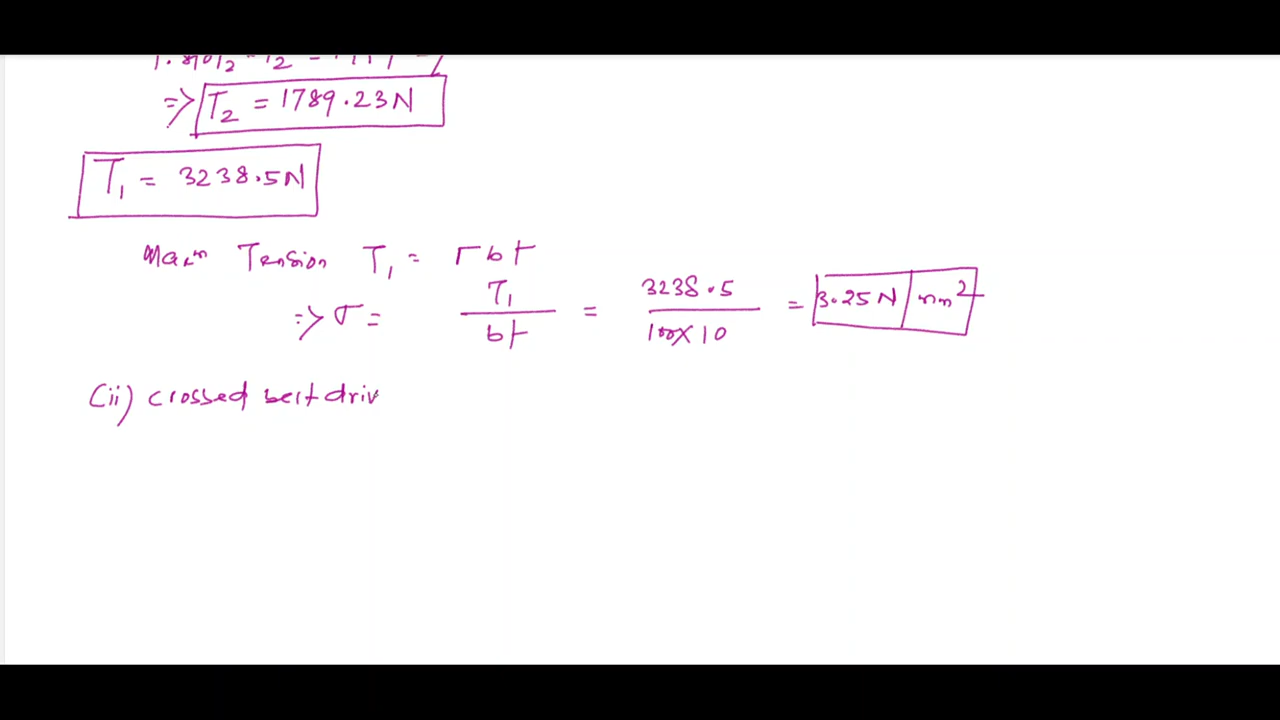 => T2 = 1789.23N
T1 = 3238.5N
Maxm Tension T1 = σbt
=> σ = T1/bt = 3238.5/100×10 = 3.25N/mm²
(ii) crossed belt driv